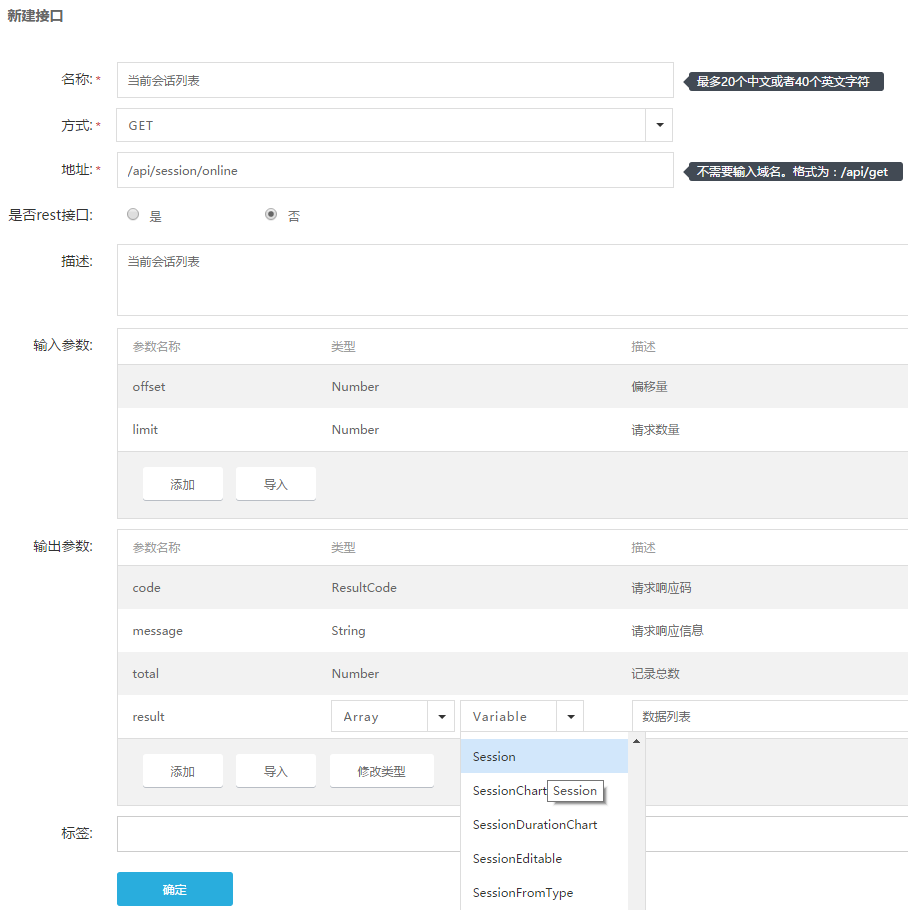 新建接口
名称:* 当前会话列表 最多20个中文或者40个英文字符
方式:* GET
地址:* /api/session/online 不需要输入域名。格式为：/api/get
是否rest接口: 是 否
描述: 当前会话列表
输入参数: 参数名称 类型 描述
offset Number 偏移量
limit Number 请求数量
添加 导入
输出参数: 参数名称 类型 描述
code ResultCode 请求响应码
message String 请求响应信息
total Number 记录总数
result Array Variable 数据列表
添加 导入 修改类型
Session
SessionChart Session
SessionDurationChart
标签:
SessionEditable
确定
SessionFromType